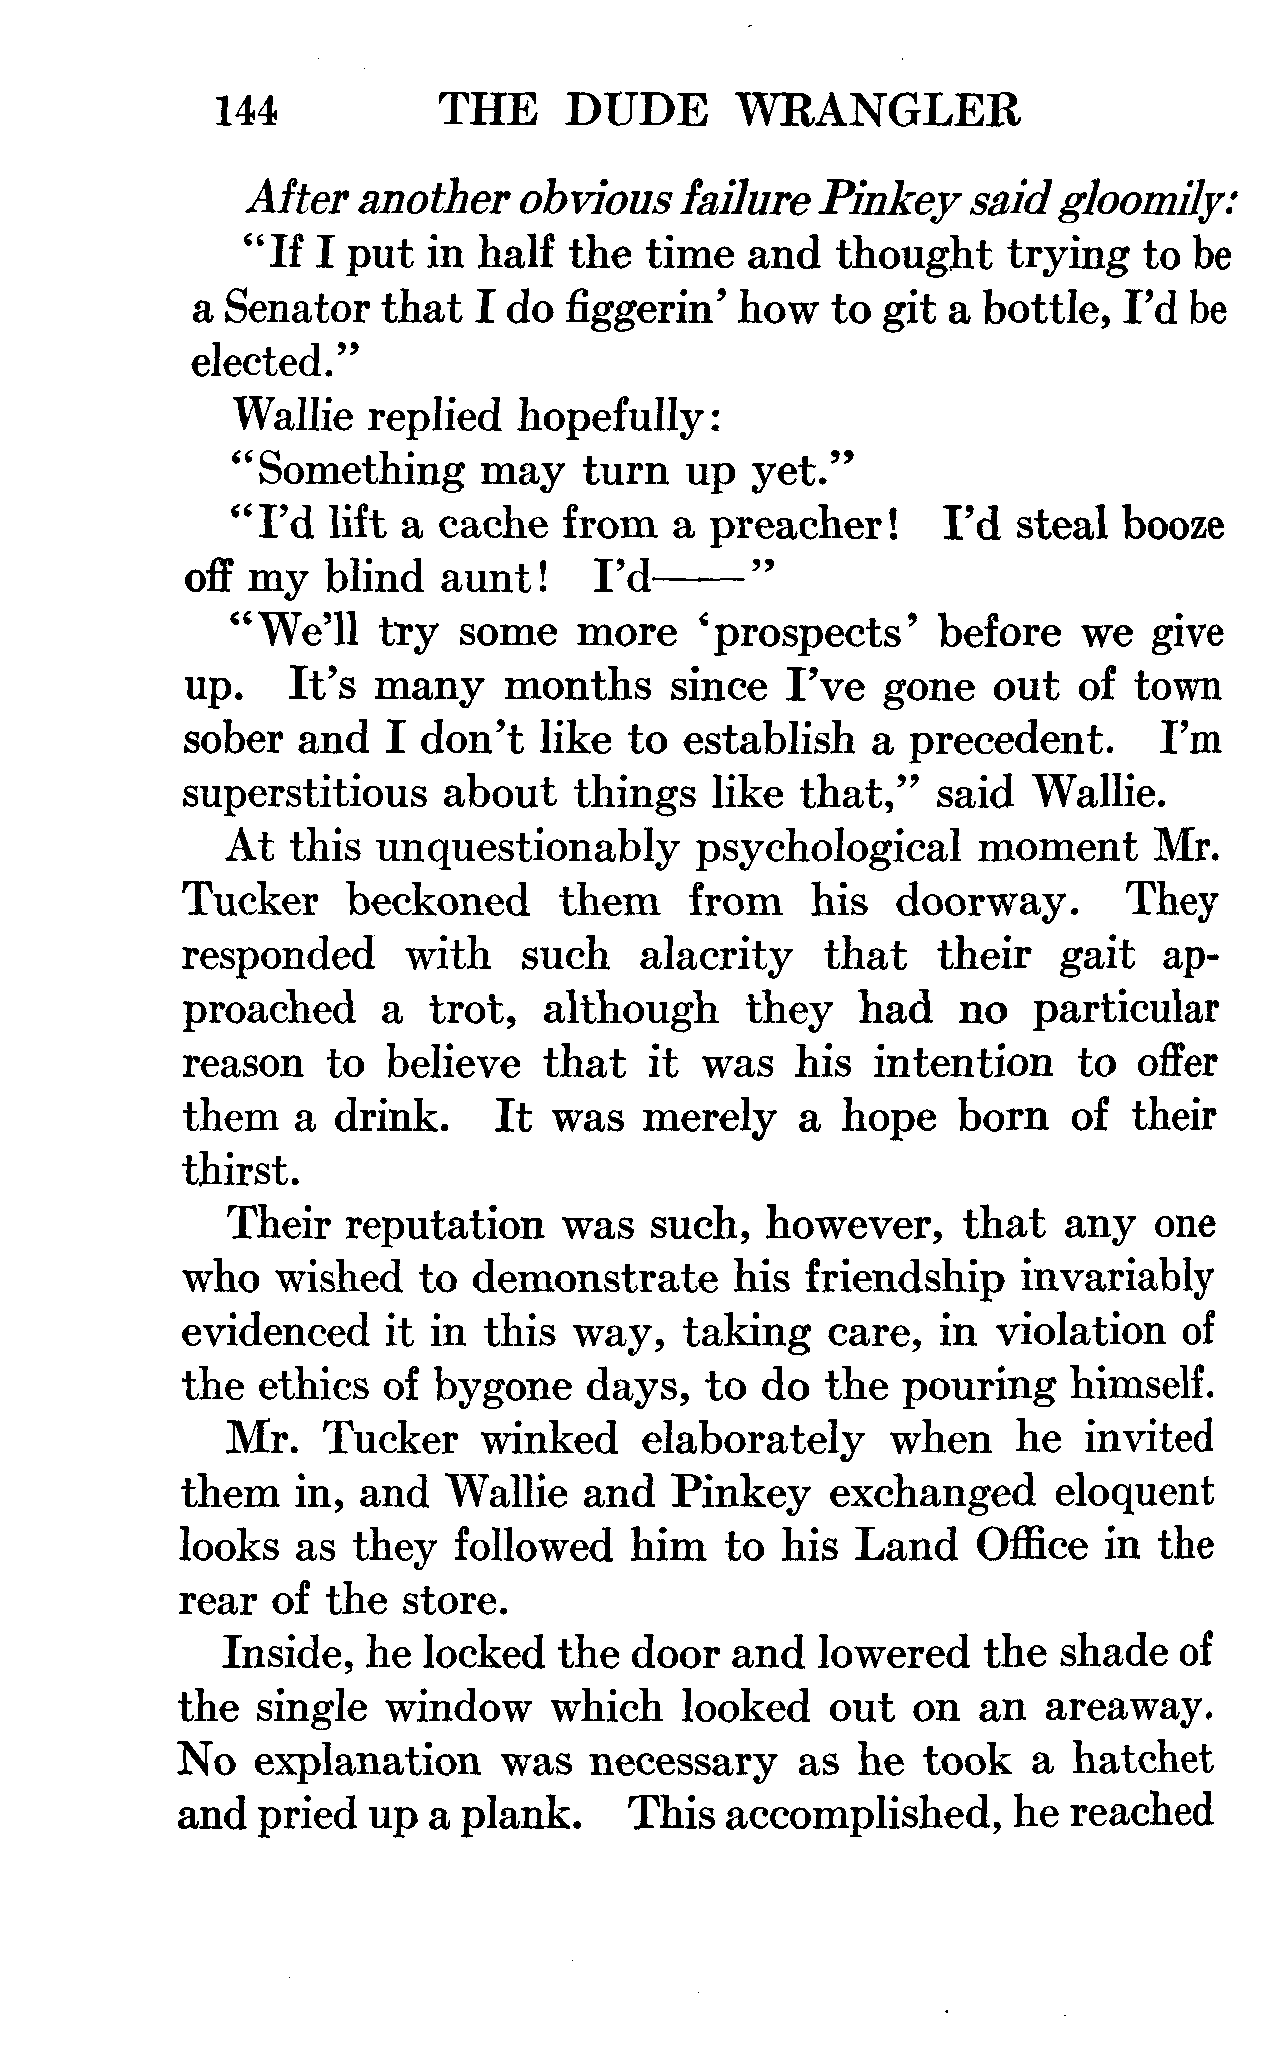 144 THE DUDE WRANGLER
After another obvious failure Pinkey said gloomily:
“If I put in half the time and thought trying to be
a Senator that I do figgerin’ how to git a bottle, I’d be
elected.”
Wallie replied hopefully:
“Something may turn up yet.”
“I’d lift a cache from a preacher! I’d steal booze
off my blind aunt! I’d——”
“We’ll try some more ‘prospects’ before we give
up. It’s many months since I’ve gone out of town
sober and I don’t like to establish a precedent. I’m
superstitious about things like that,” said Wallie.
At this unquestionably psychological moment Mr.
Tucker beckoned them from his doorway. They
responded with such alacrity that their gait ap-
proached a trot, although they had no particular
reason to believe that it was his intention to offer
them a drink. It was merely a hope born of their
thirst.
Their reputation was such, however, that any one
who wished to demonstrate his friendship invariably
evidenced it in this way, taking care, in violation of
the ethics of bygone days, to do the pouring himself.
Mr. Tucker winked elaborately when he invited
them in, and Wallie and Pinkey exchanged eloquent
looks as they followed him to his Land Office in the
rear of the store.
Inside, he locked the door and lowered the shade of
the single window which looked out on an areaway.
No explanation was necessary as he took a hatchet
and pried up a plank. This accomplished, he reached